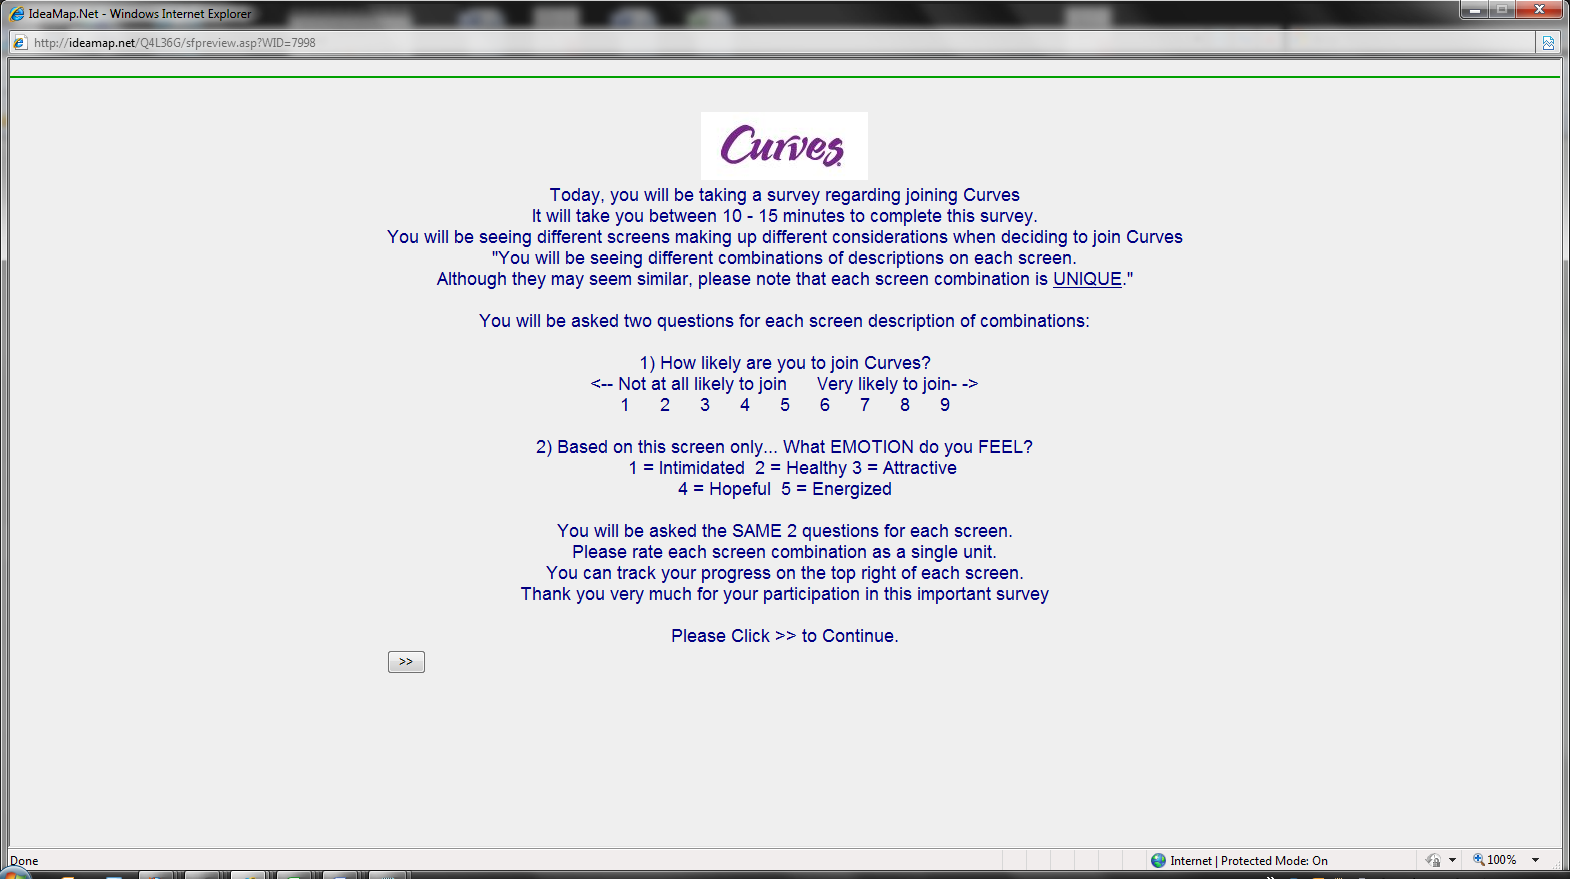 IdeaMap.Net - Windows Internet Explorer
http://ideamap.net/Q4L36G/sfpreview.asp?WID=7998
Curves
Today, you will be taking a survey regarding joining Curves
It will take you between 10 - 15 minutes to complete this survey.
You will be seeing different screens making up different considerations when deciding to join Curves
"You will be seeing different combinations of descriptions on each screen.
Although they may seem similar, please note that each screen combination is UNIQUE."
You will be asked two questions for each screen description of combinations:
1) How likely are you to join Curves?
<-- Not at all likely to join Very likely to join- ->
1 2 3 4 5 6 7 8 9
2) Based on this screen only... What EMOTION do you FEEL?
1 = Intimidated 2 = Healthy 3 = Attractive
4 = Hopeful 5 = Energized
You will be asked the SAME 2 questions for each screen.
Please rate each screen combination as a single unit.
You can track your progress on the top right of each screen.
Thank you very much for your participation in this important survey
Please Click >> to Continue.
>>
Done
Internet | Protected Mode: On
100%